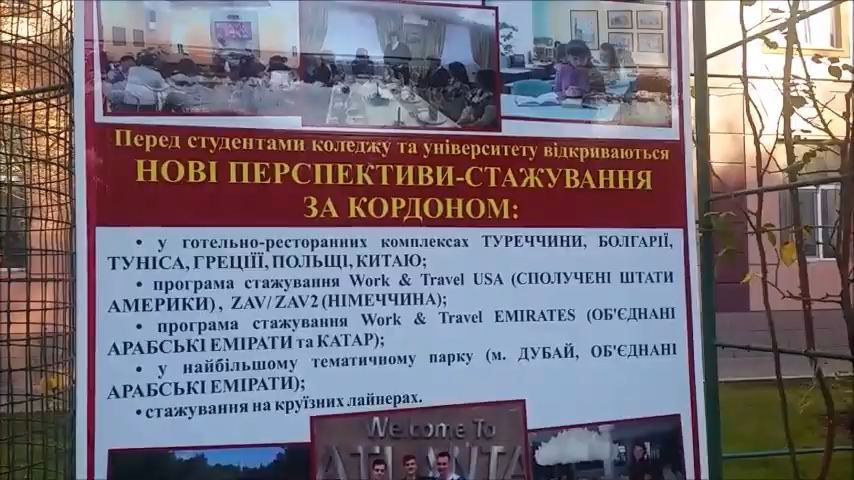 Перед студентами коледжу та університету відкриваються
НОВІ ПЕРСПЕКТИВИ-СТАЖУВАННЯ
ЗА КОРДОНОМ:
• у готельно-ресторанних комплексах ТУРЕЧЧИНИ, БОЛГАРІЇ,
ТУНІСА, ГРЕЦІЇ, ПОЛЬЩІ, КИТАЮ;
• програма стажування Work & Travel USA (СПОЛУЧЕНІ ШТАТИ
АМЕРИКИ), ZAV/ZAV2 (НІМЕЧЧИНА);
• програма стажування Work & Travel EMIRATES (ОБ'ЄДНАНІ
АРАБСЬКІ ЕМІРАТИ та КАТАР);
• у найбільшому тематичному парку (м. ДУБАЙ, ОБ'ЄДНАНІ
АРАБСЬКІ ЕМІРАТИ);
• стажування на круїзних лайнерах.
Welcome To
ATLANTA